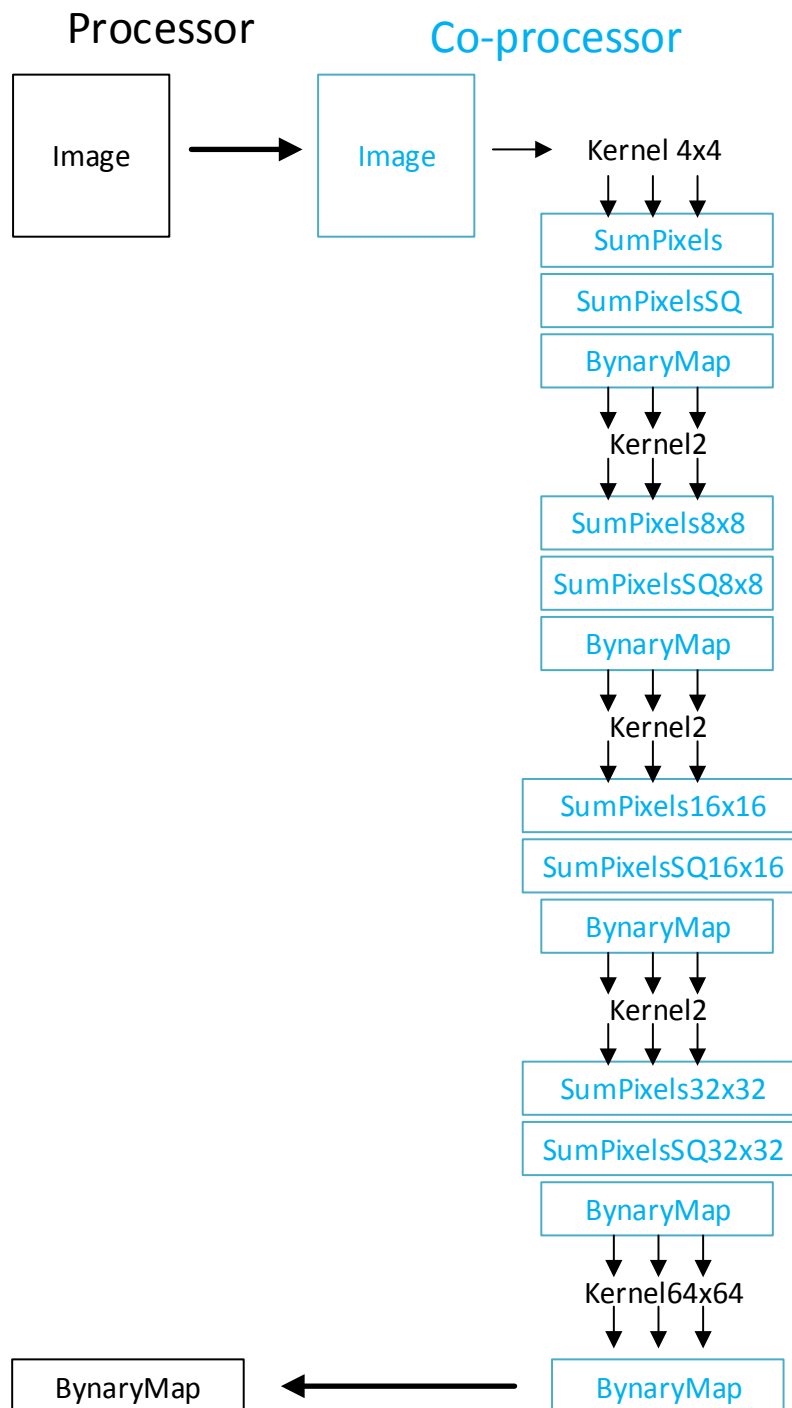 Processor
Co-processor
Image
Image
Kernel 4x4
SumPixels
SumPixelsSQ
BynaryMap
Kernel2
SumPixels8x8
SumPixelsSQ8x8
BynaryMap
Kernel2
SumPixels16x16
SumPixelsSQ16x16
BynaryMap
Kernel2
SumPixels32x32
SumPixelsSQ32x32
BynaryMap
Kernel64x64
BynaryMap
BynaryMap